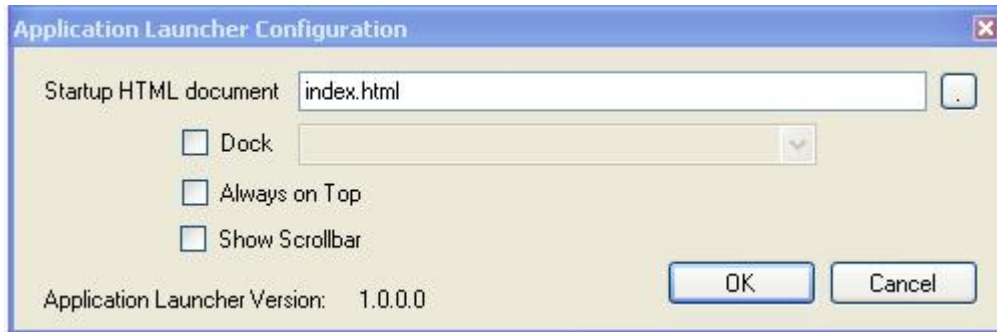 Application Launcher Configuration
Startup HTML document index.html .
Dock
Always on Top
Show Scrollbar
OK Cancel
Application Launcher Version: 1.0.0.0